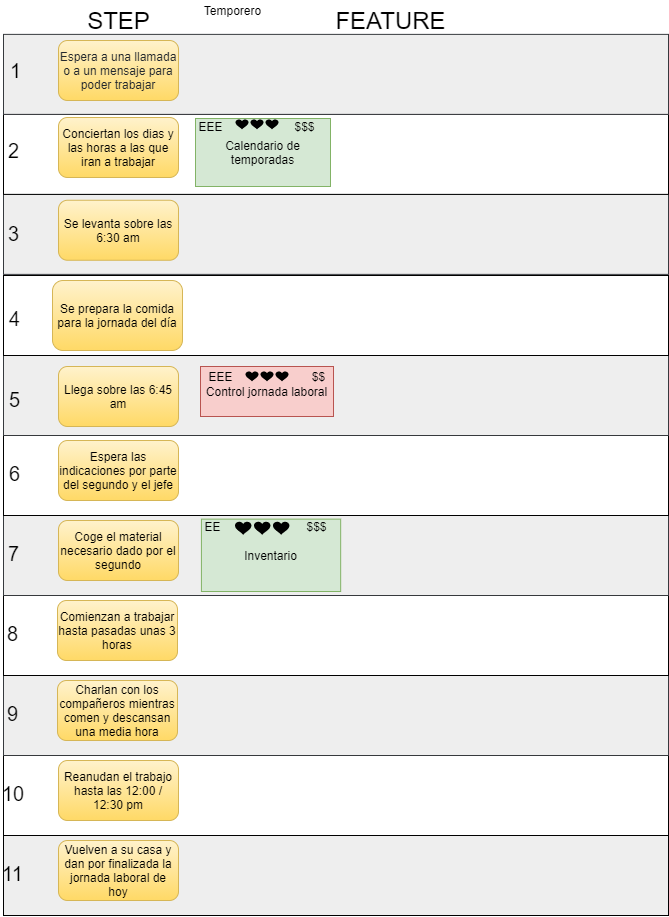 Temporero
STEP
FEATURE
1
Espera a una llamada
o a un mensaje para
poder trabajar
2
Conciertan los dias y
las horas a las que
iran a trabajar
EEE ♥♥♥ $$$
Calendario de
temporadas
3
Se levanta sobre las
6:30 am
4
Se prepara la comida
para la jornada del día
5
Llega sobre las 6:45
am
EEE ♥♥♥ $$
Control jornada laboral
6
Espera las
indicaciones por parte
del segundo y el jefe
7
Coge el material
necesario dado por el
segundo
EE ♥♥♥ $$$
Inventario
8
Comienzan a trabajar
hasta pasadas unas 3
horas
9
Charlan con los
compañeros mientras
comen y descansan
una media hora
10
Reanudan el trabajo
hasta las 12:00 /
12:30 pm
11
Vuelven a su casa y
dan por finalizada la
jornada laboral de
hoy